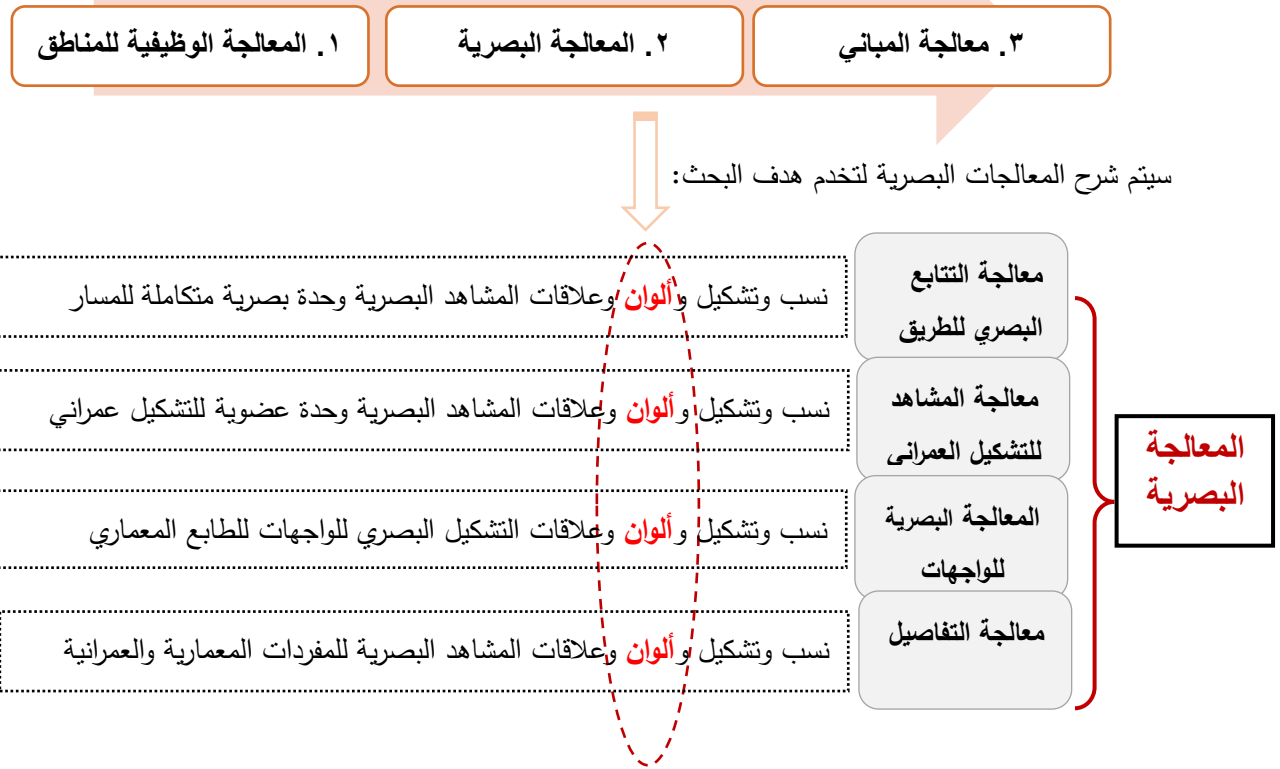 ١. المعالجة الوظيفية للمناطق
٢. المعالجة البصرية
٣. معالجة المباني
سيتم شرح المعالجات البصرية لتخدم هدف البحث:
المعالجة
البصرية
معالجة التتابع
البصري للطريق
نسب وتشكيل وألوان وعلاقات المشاهد البصرية وحدة بصرية متكاملة للمسار
معالجة المشاهد
للتشكيل العمراني
نسب وتشكيل وألوان وعلاقات المشاهد البصرية وحدة عضوية للتشكيل عمراني
المعالجة البصرية
للواجهات
نسب وتشكيل وألوان وعلاقات التشكيل البصري للواجهات للطابع المعماري
معالجة التفاصيل
نسب وتشكيل وألوان وعلاقات المشاهد البصرية للمفردات المعمارية والعمرانية